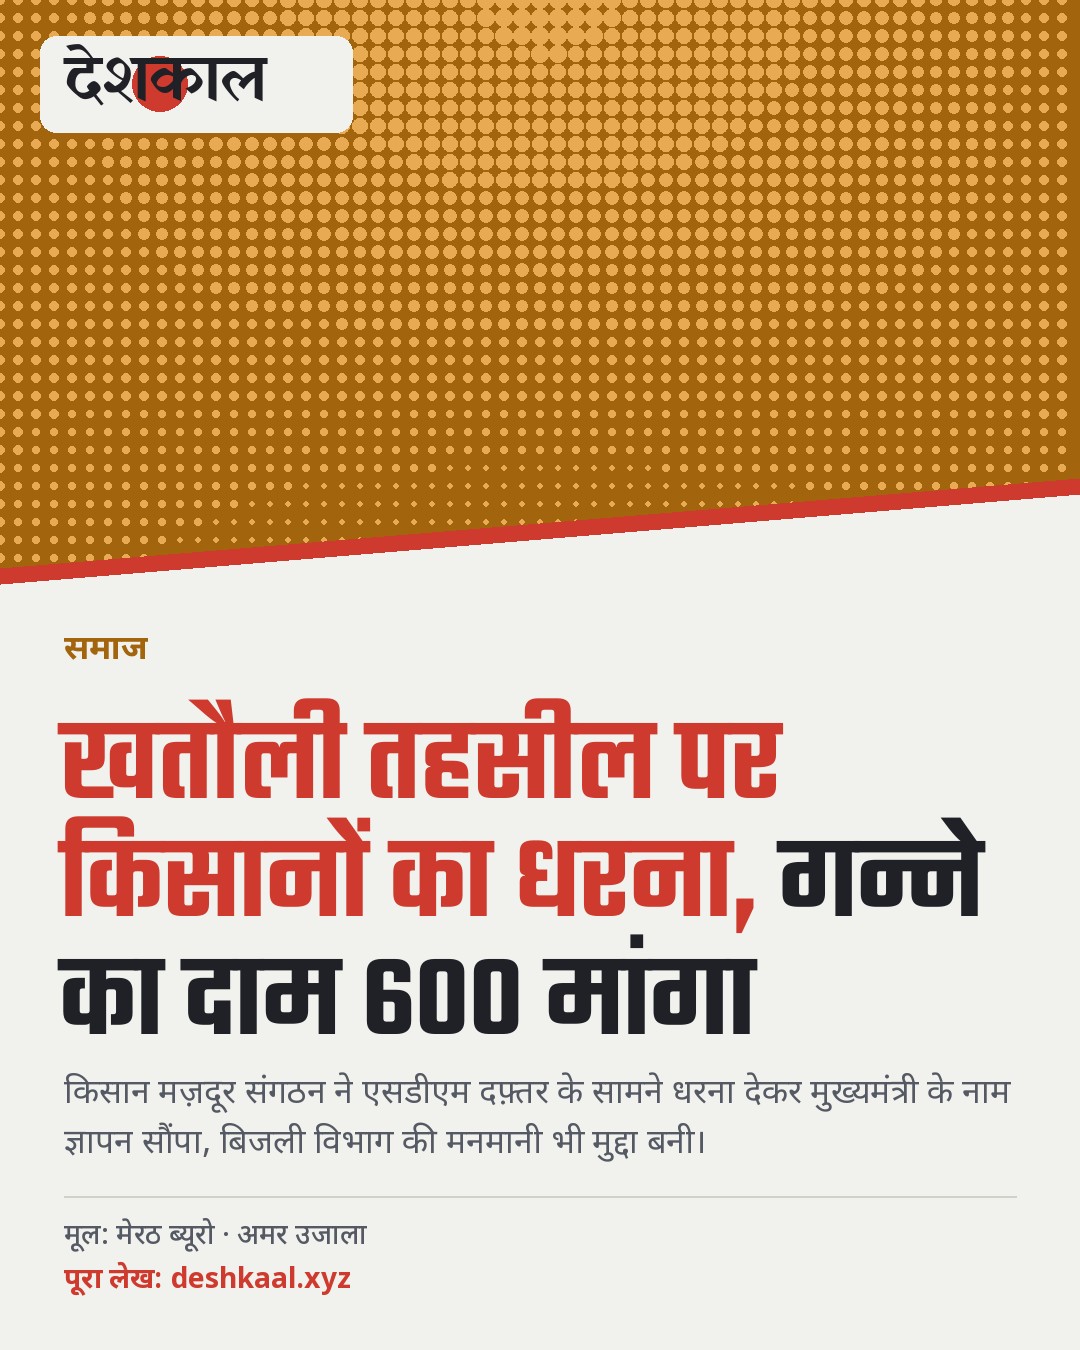 देशकाल
समाज
खतौली तहसील पर
किसानों का धरना, गन्ने
का दाम 600 मांगा
किसान मज़दूर संगठन ने एसडीएम दफ़्तर के सामने धरना देकर मुख्यमंत्री के नाम
ज्ञापन सौंपा, बिजली विभाग की मनमानी भी मुद्दा बनी।
मूल: मेरठ ब्यूरो · अमर उजाला
पूरा लेख: deshkaal.xyz